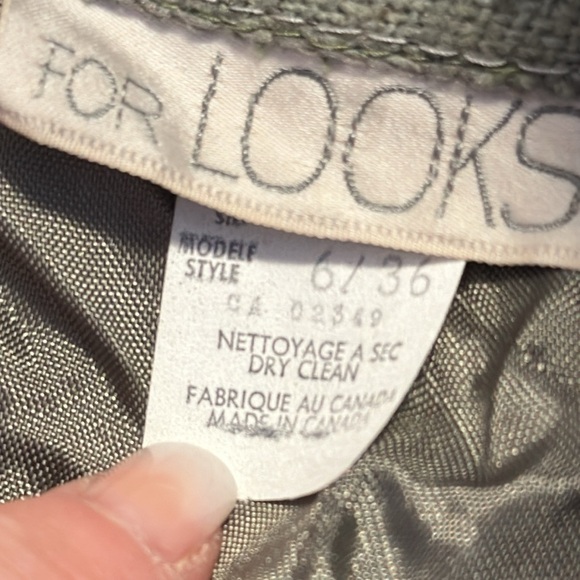 FOR LOOKS
MODELE
STYLE 6/ 36
CA 02349
NETTOYAGE A SEC
DRY CLEAN
FABRIQUE AU CANADA
MADE IN CANADA